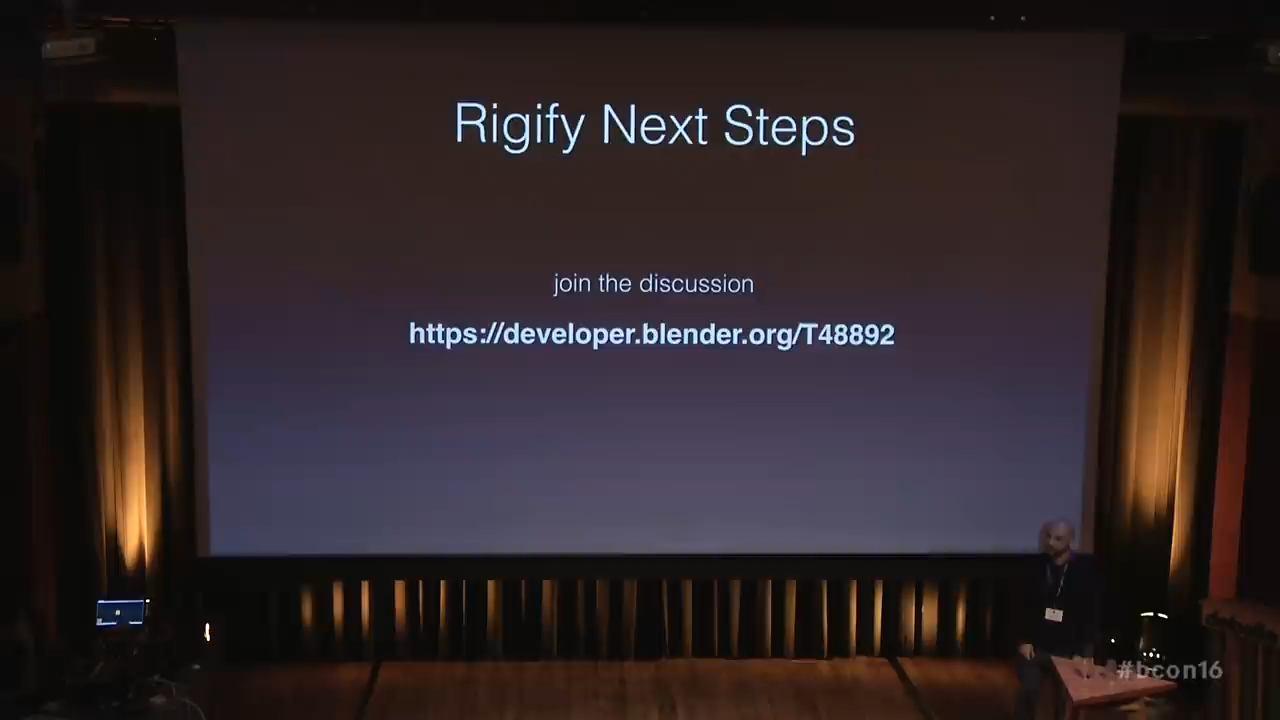 Rigify Next Steps
join the discussion
https://developer.blender.org/T48892
#bcon16